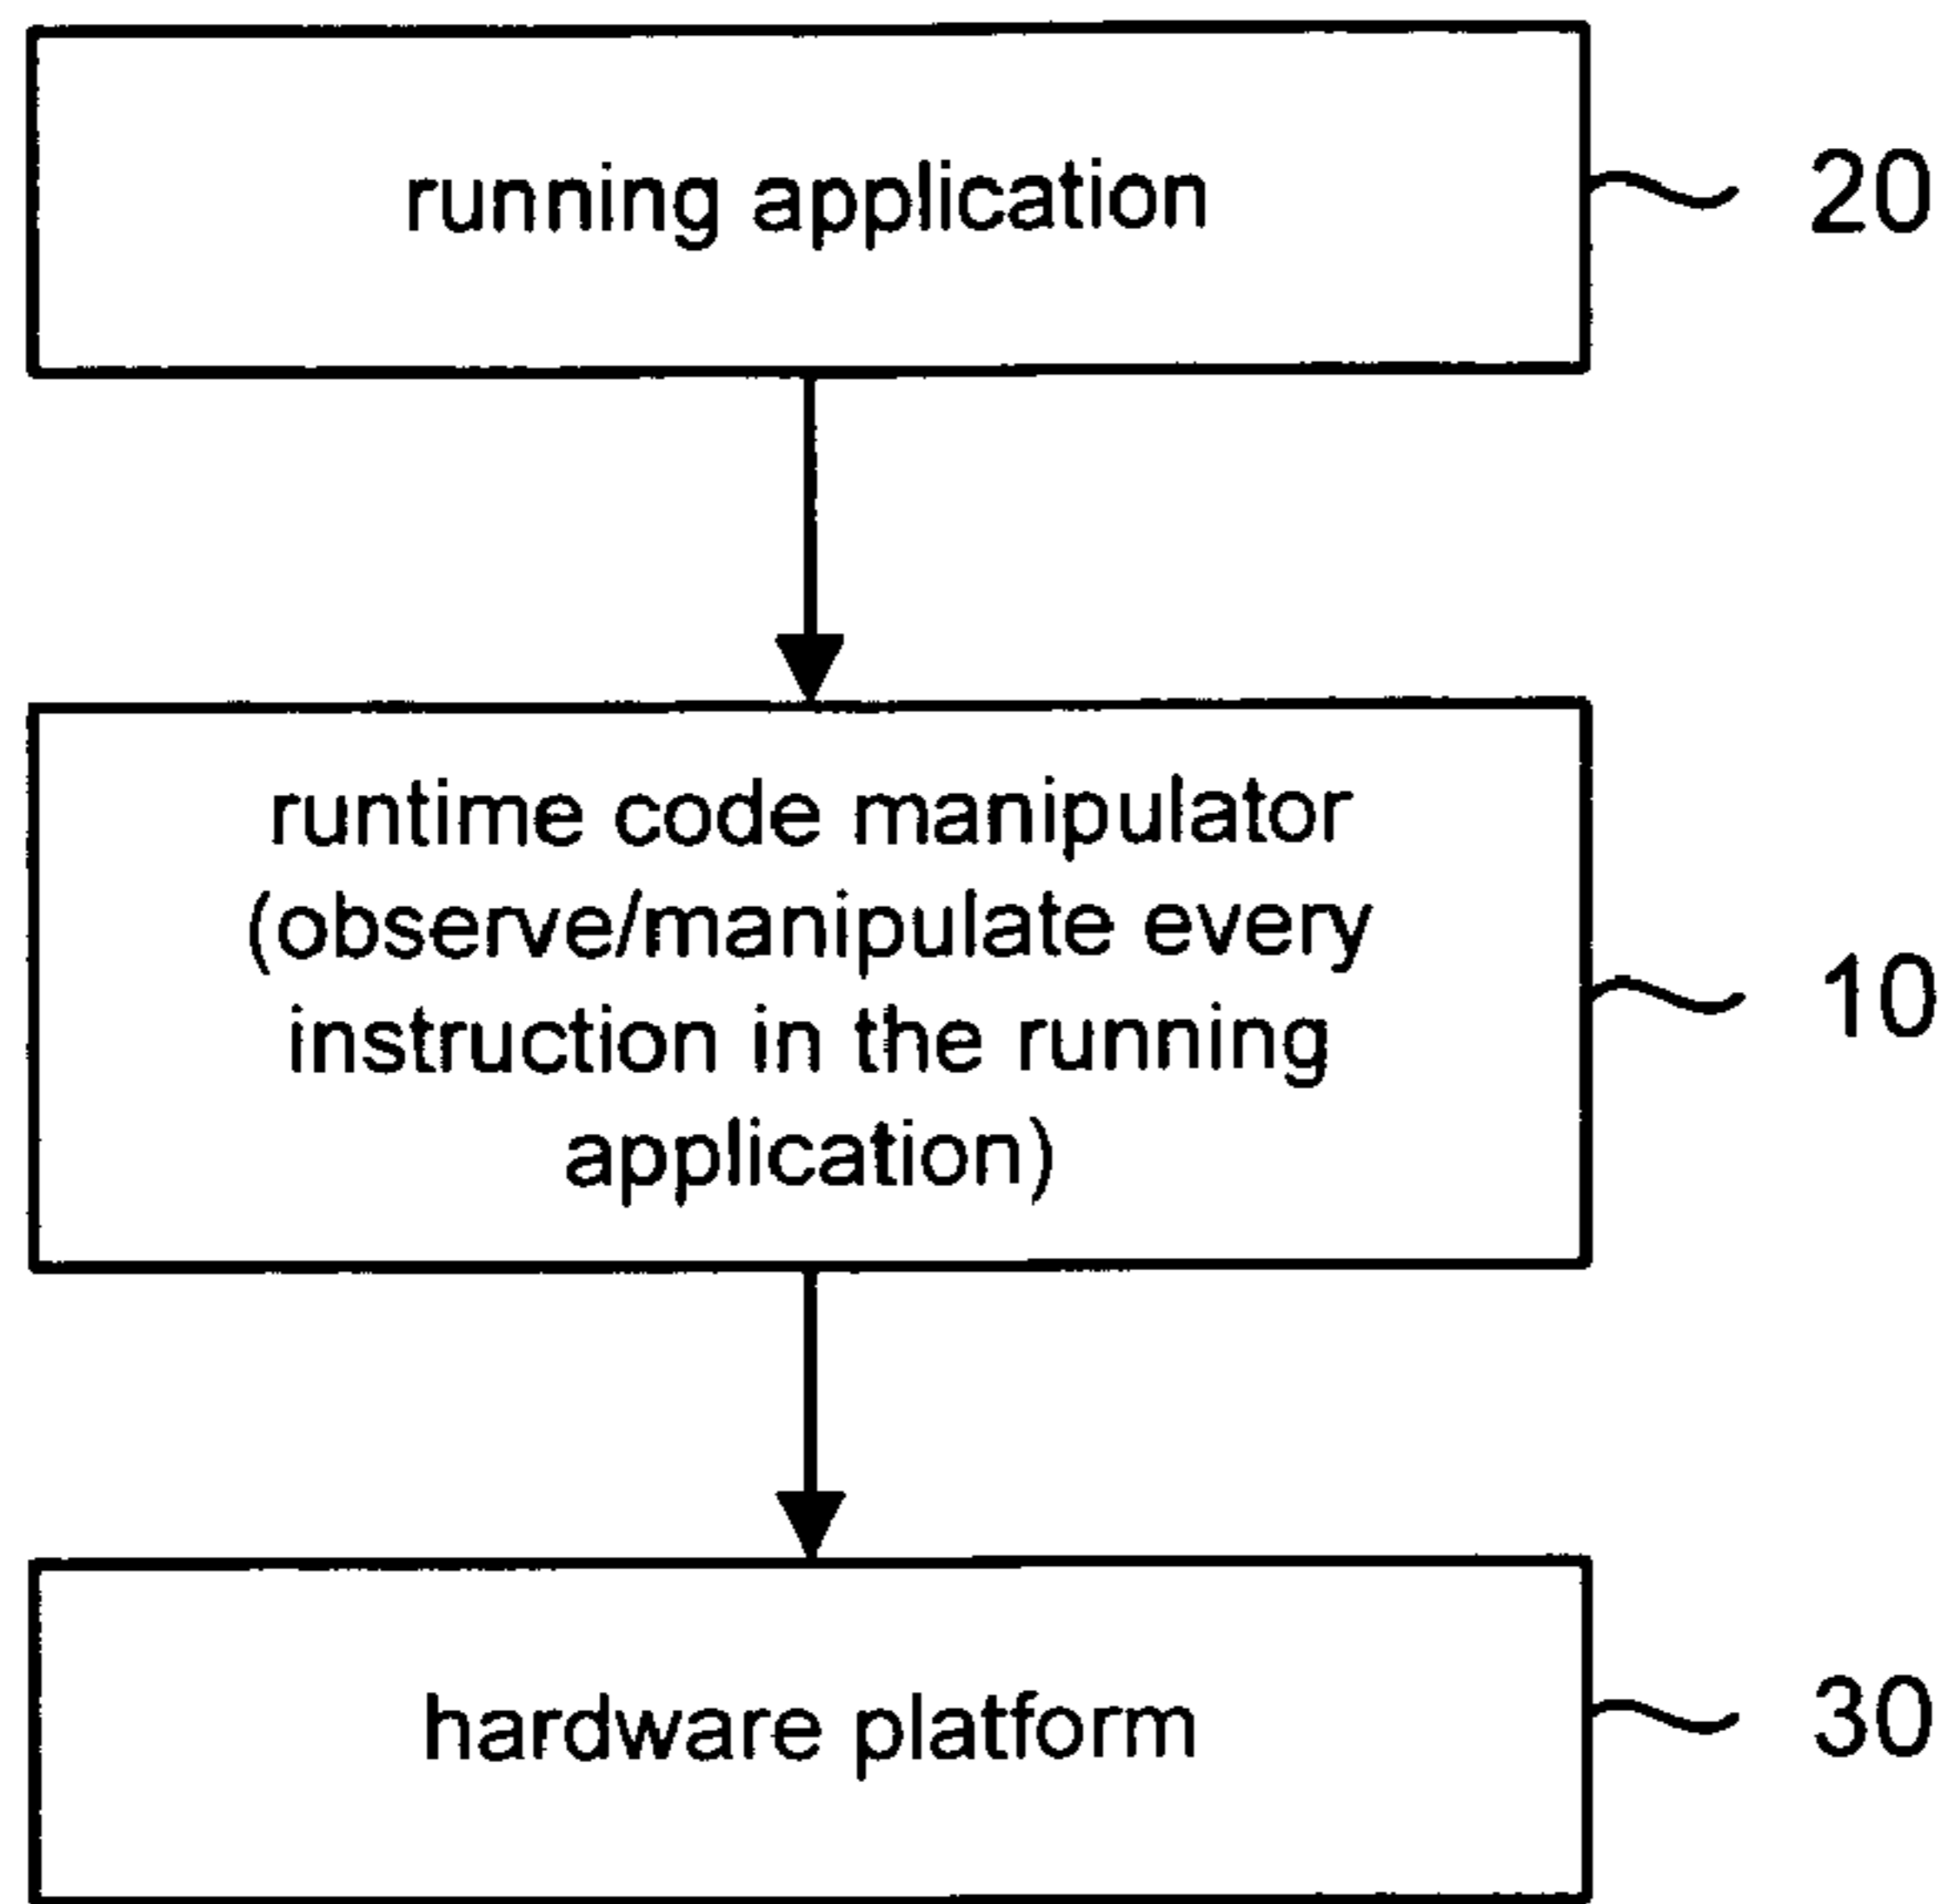 running application
20
runtime code manipulator
(observe/manipulate every
instruction in the running
application)
10
hardware platform
30